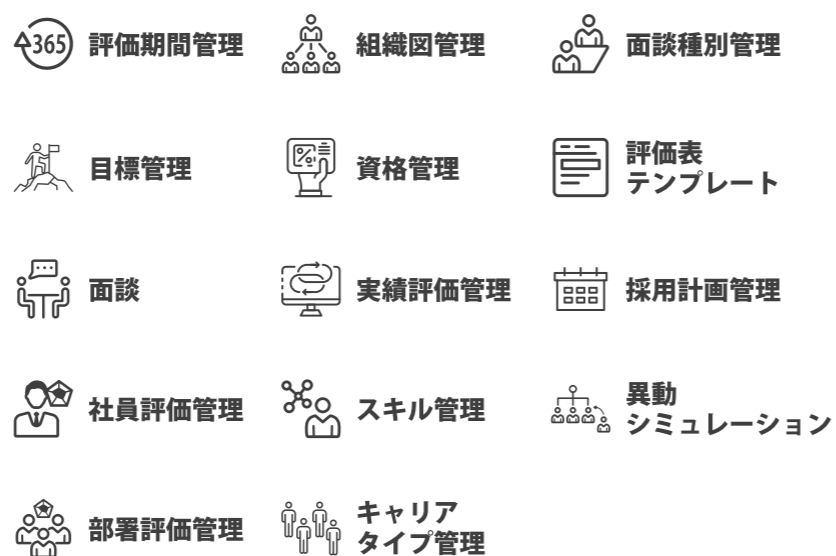 365
評価期間管理
組織図管理
面談種別管理
目標管理
資格管理
評価表
テンプレート
面談
実績評価管理
採用計画管理
社員評価管理
スキル管理
異動
シミュレーション
部署評価管理
キャリア
タイプ管理